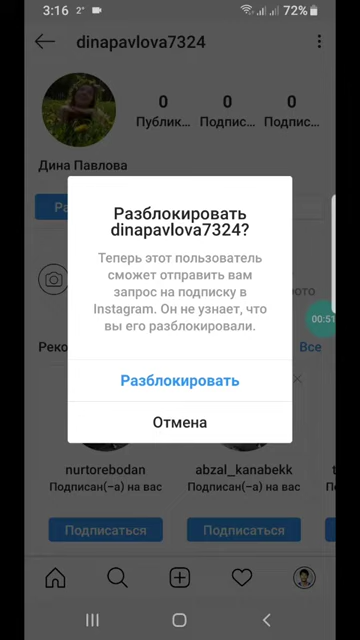 3:16 2° 72%
dinapavlova7324
0 0 0
Публик... Подпис... Подпис...
Дина Павлова
Разблокировать
dinapavlova7324?
Теперь этот пользователь
сможет отправить вам
запрос на подписку в
Instagram. Он не узнает, что
вы его разблокировали.
00:51
Все
Разблокировать
Отмена
nurtorebodan abzal_kanabekk
Подписан(-а) на вас Подписан(-а) на вас
Подписаться Подписаться